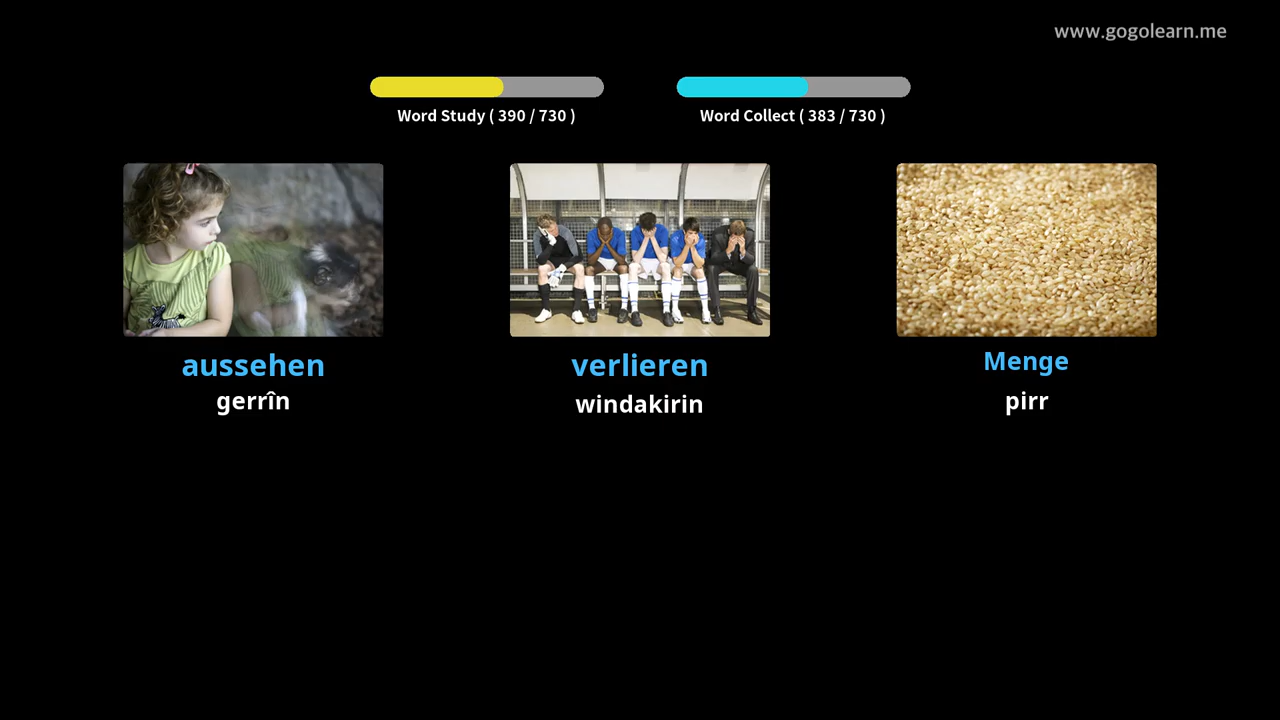 www.gogolearn.me
Word Study ( 390 / 730 )
Word Collect ( 383 / 730 )
aussehen
gerrîn
verlieren
windakirin
Menge
pirr